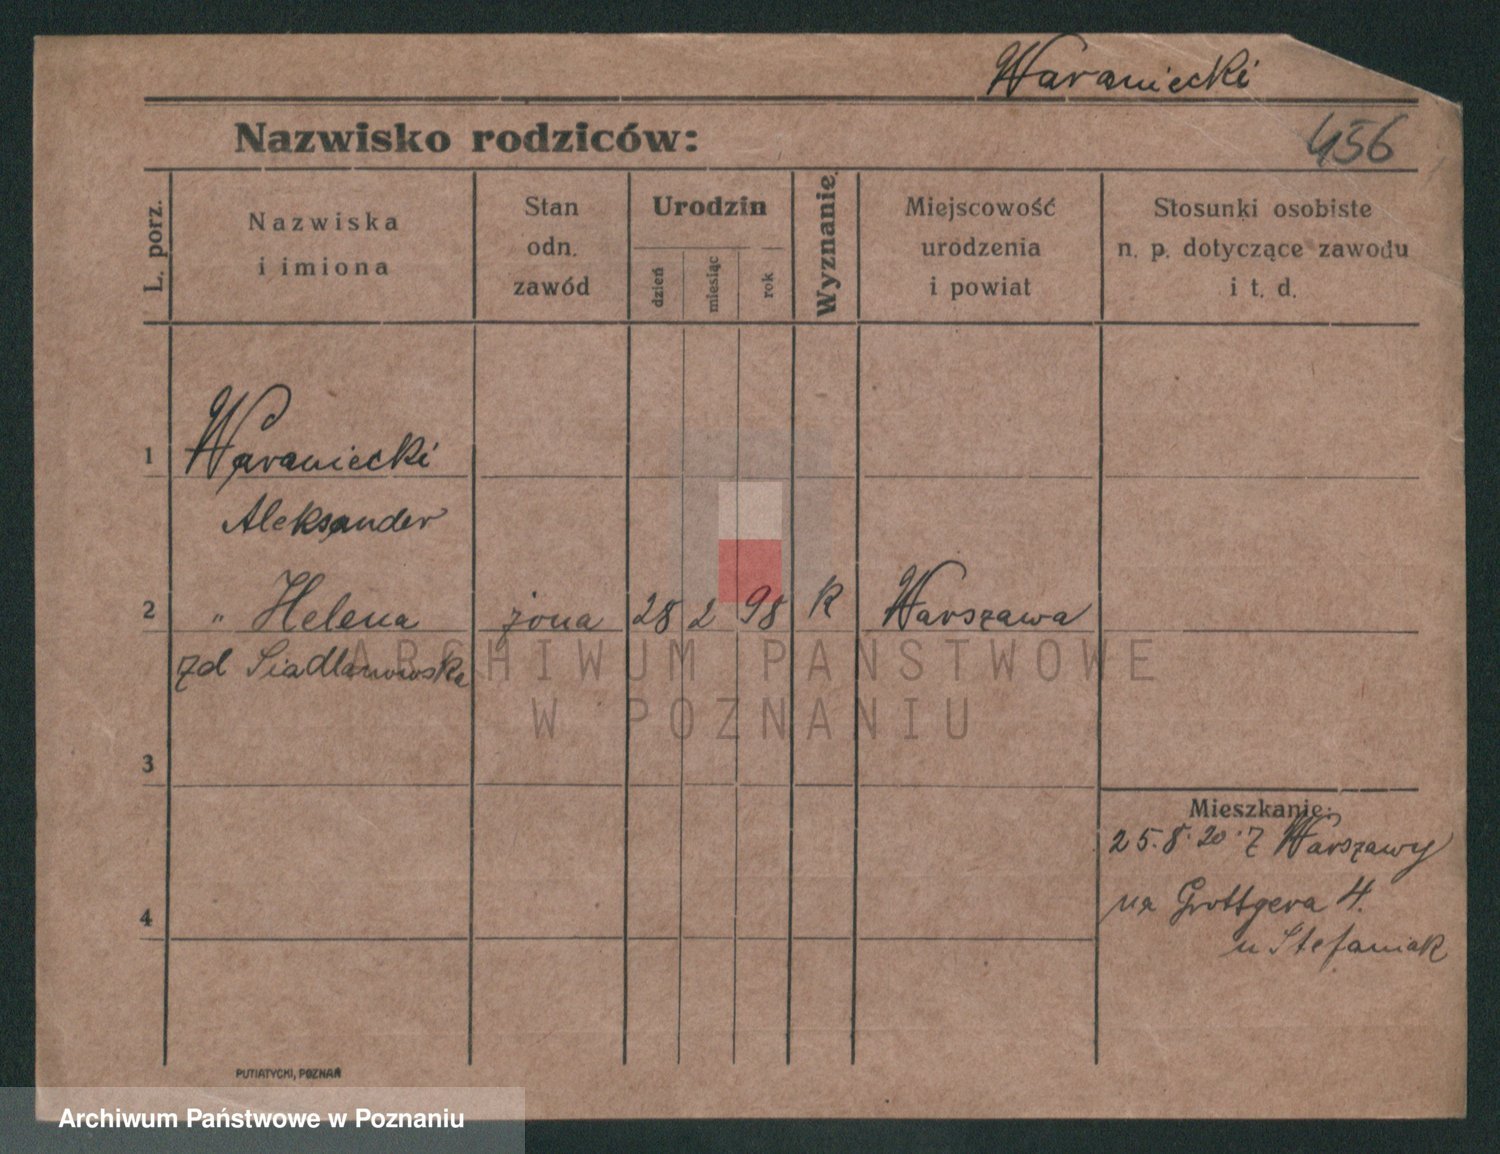 Waraniecki
Nazwisko rodziców:
456
L. porz.
Nazwiska
i imiona
Stan
odn.
zawód
Urodzin
dzień
miesiąc
rok
Wyznanie
Miejscowość
urodzenia
i powiat
Stosunki osobiste
n. p. dotyczące zawodu
i t. d.
1 Waraniecki
Aleksander
2 " Helena żona 28 2 98 K Warszawa
zd Siadlanowska
ARCHIWUM PAŃSTWOWE
W POZNANIU
3
Mieszkanie:
25.8.20 z Warszawy
na Grottgera 4.
u Stefaniak
4
PUTIATYCKI, POZNAŃ
Archiwum Państwowe w Poznaniu